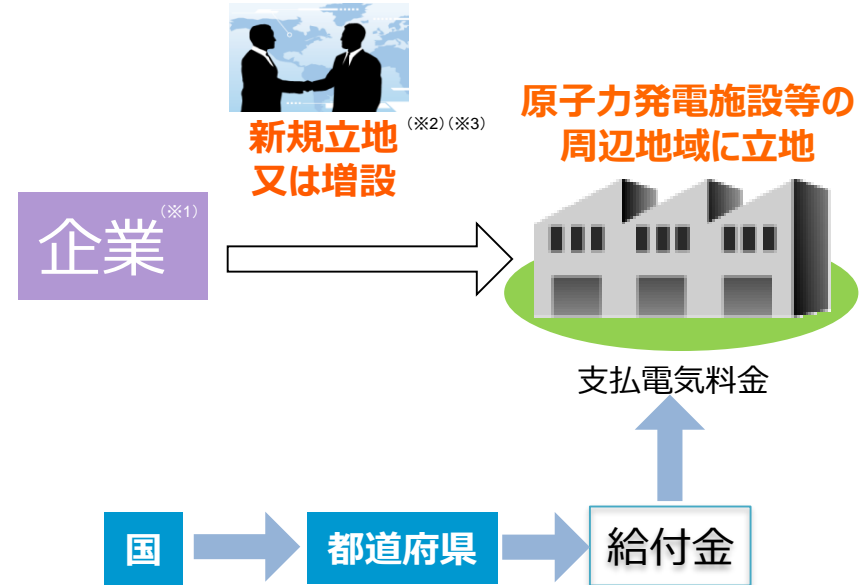 新規立地(※2)(※3)
又は増設
原子力発電施設等の
周辺地域に立地
企業(※1)
支払電気料金
国
都道府県
給付金